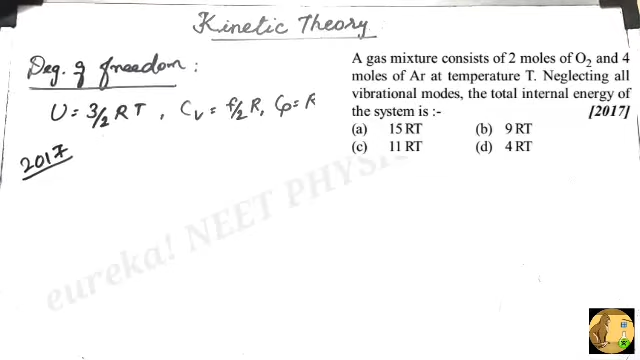 Kinetic Theory
Deg. of freedom :
U = 3/2 RT , Cv = f/2 R, Cp = R
2017
A gas mixture consists of 2 moles of O2 and 4
moles of Ar at temperature T. Neglecting all
vibrational modes, the total internal energy of
the system is :- [2017]
(a) 15 RT (b) 9 RT
(c) 11 RT (d) 4 RT
eureka! NEET PHYSI